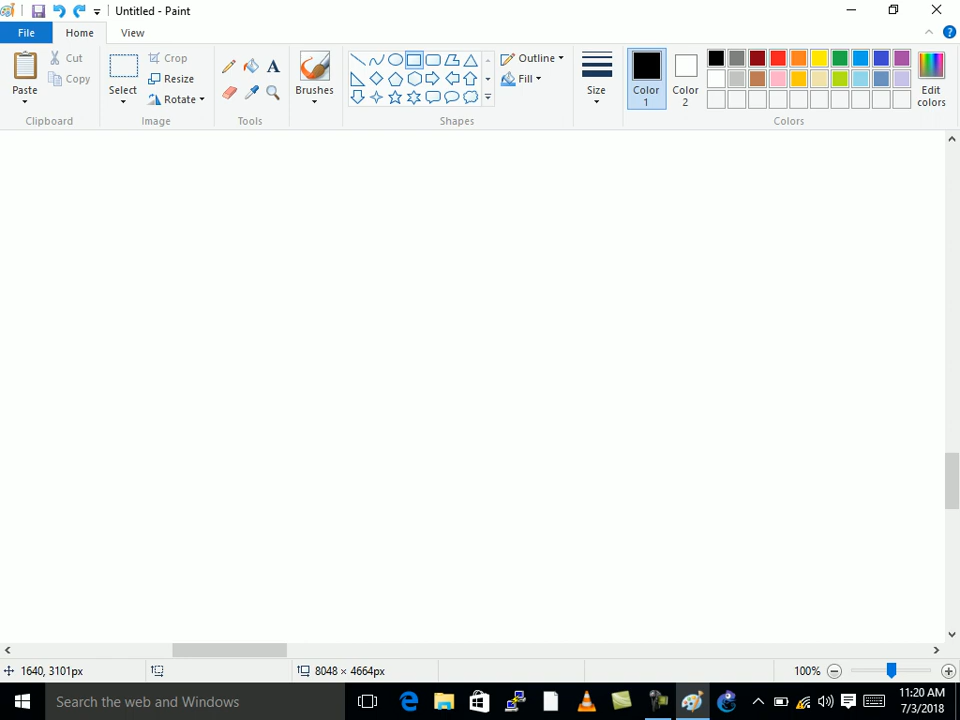 Untitled - Paint
File Home View
Paste
Cut
Copy
Clipboard
Select
Crop
Resize
Rotate
Image
A
Tools
Brushes
Outline
Fill
Shapes
Size
Color 1
Color 2
Edit colors
Colors
1640, 3101px
8048 × 4664px
100%
Search the web and Windows
11:20 AM
7/3/2018